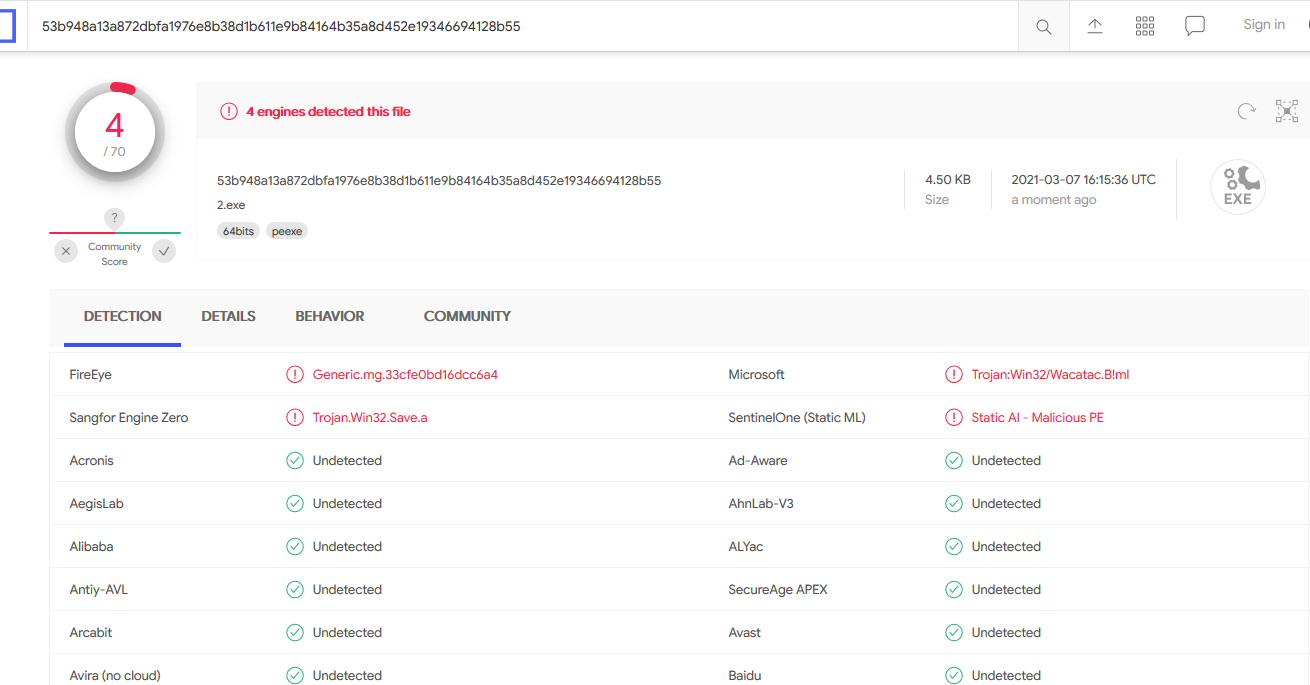 53b948a13a872dbfa1976e8b38d1b611e9b84164b35a8d452e19346694128b55
Sign in
4
/ 70
4 engines detected this file
53b948a13a872dbfa1976e8b38d1b611e9b84164b35a8d452e19346694128b55
2.exe
64bits peexe
4.50 KB
Size
2021-03-07 16:15:36 UTC
a moment ago
EXE
?
Community
Score
DETECTION DETAILS BEHAVIOR COMMUNITY
FireEye Generic.mg.33cfe0bd16dcc6a4 Microsoft Trojan:Win32/Wacatac.B!ml
Sangfor Engine Zero Trojan.Win32.Save.a SentinelOne (Static ML) Static AI - Malicious PE
Acronis Undetected Ad-Aware Undetected
AegisLab Undetected AhnLab-V3 Undetected
Alibaba Undetected ALYac Undetected
Antiy-AVL Undetected SecureAge APEX Undetected
Arcabit Undetected Avast Undetected
Avira (no cloud) Undetected Baidu Undetected